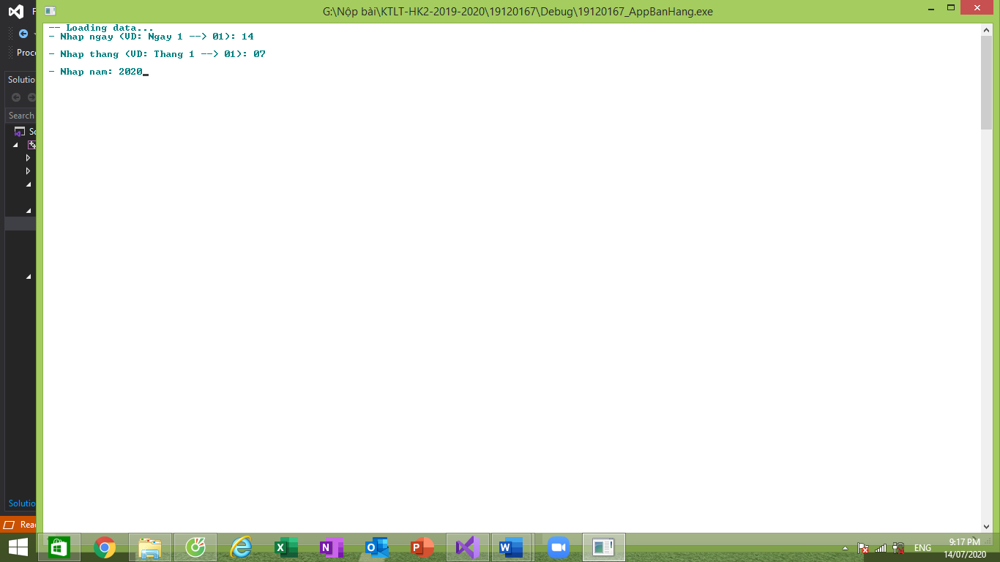 G:\Nộp bài\KTLT-HK2-2019-2020\19120167\Debug\19120167_AppBanHang.exe
-- Loading data...
- Nhap ngay (VD: Ngay 1 --> 01): 14
- Nhap thang (VD: Thang 1 --> 01): 07
- Nhap nam: 2020
F
Proce
Solutio
Search
So
Solutio
Read
ENG
9:17 PM
14/07/2020